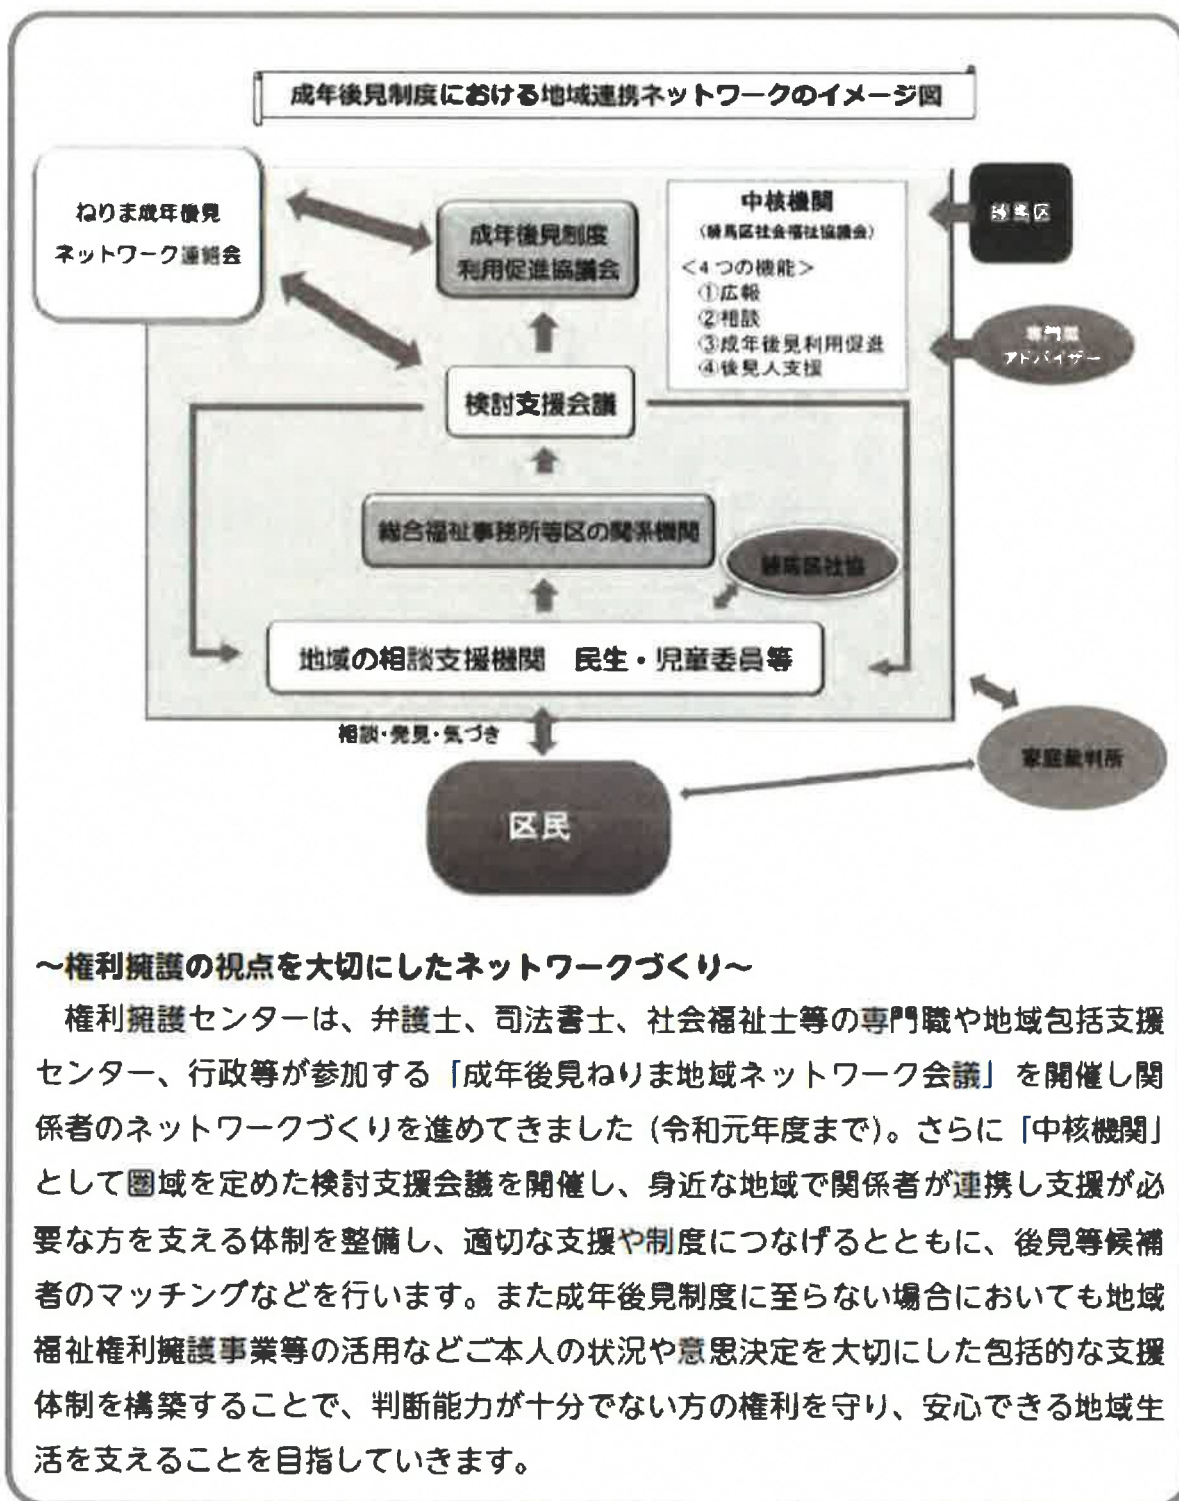 成年後見制度における地域連携ネットワークのイメージ図
ねりま成年後見
ネットワーク連絡会
成年後見制度
利用促進協議会
中核機関
(練馬区社会福祉協議会)
<4つの機能>
①広報
②相談
③成年後見利用促進
④後見人支援
練馬区
専門職
アドバイザー
検討支援会議
総合福祉事務所等区の関係機関
練馬区社協
地域の相談支援機関　民生・児童委員等
相談・発見・気づき
家庭裁判所
区民
～権利擁護の視点を大切にしたネットワークづくり～
権利擁護センターは、弁護士、司法書士、社会福祉士等の専門職や地域包括支援
センター、行政等が参加する「成年後見ねりま地域ネットワーク会議」を開催し関
係者のネットワークづくりを進めてきました（令和元年度まで）。さらに「中核機関」
として圏域を定めた検討支援会議を開催し、身近な地域で関係者が連携し支援が必
要な方を支える体制を整備し、適切な支援や制度につなげるとともに、後見等候補
者のマッチングなどを行います。また成年後見制度に至らない場合においても地域
福祉権利擁護事業等の活用などご本人の状況や意思決定を大切にした包括的な支援
体制を構築することで、判断能力が十分でない方の権利を守り、安心できる地域生
活を支えることを目指していきます。